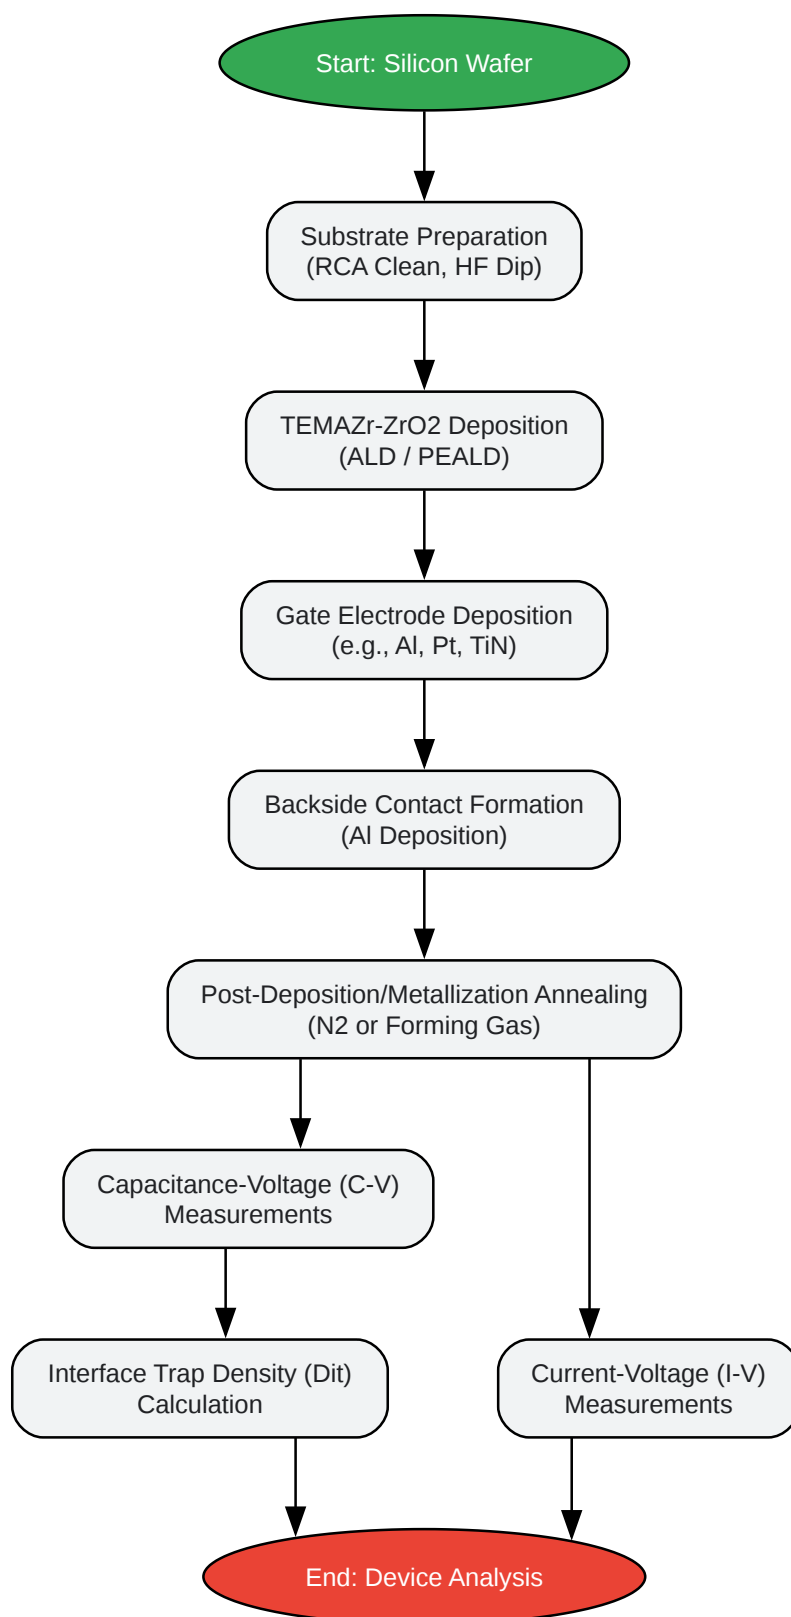 Start: Silicon Wafer
Substrate Preparation
(RCA Clean, HF Dip)
TEMAZr-ZrO2 Deposition
(ALD / PEALD)
Gate Electrode Deposition
(e.g., Al, Pt, TiN)
Backside Contact Formation
(Al Deposition)
Post-Deposition/Metallization Annealing
(N2 or Forming Gas)
Capacitance-Voltage (C-V)
Measurements
Interface Trap Density (Dit)
Calculation
Current-Voltage (I-V)
Measurements
End: Device Analysis